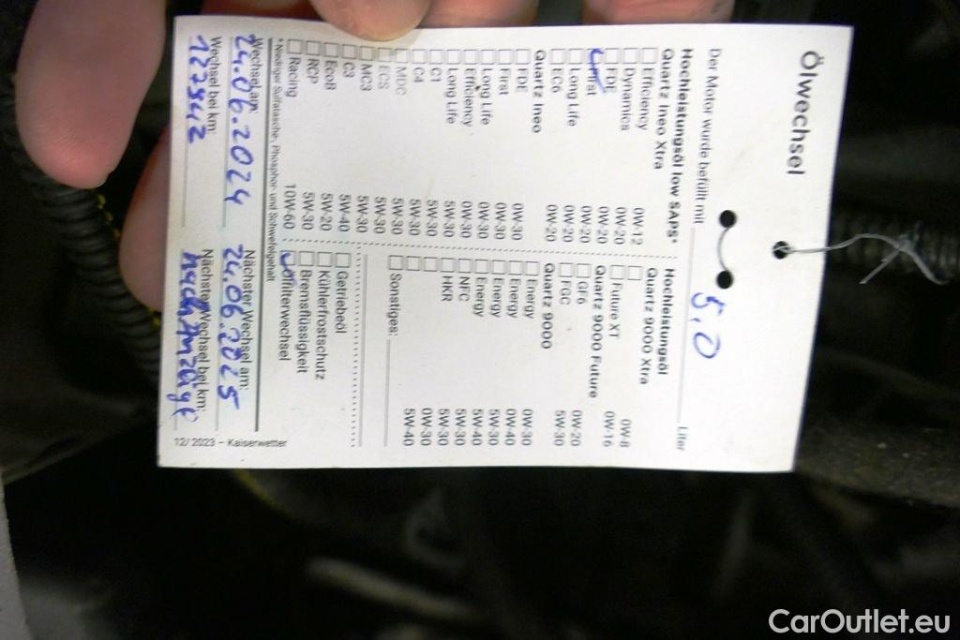 Ölwechsel
Der Motor wurde befüllt mit 5,0 Liter
Hochleistungsöl low SAPS*
Quartz Ineo Xtra
Efficiency 0W-12
Dynamics 0W-20
FDE 0W-20
First 0W-20
Long Life 0W-20
EC6 0W-20
Quartz Ineo
FDE 0W-30
First 0W-30
Long Life 0W-30
Efficiency 0W-30
Long Life 5W-30
C1 5W-30
C4 5W-30
MDC 5W-30
ECS 5W-30
MC3 5W-30
C3 5W-40
EcoB 5W-20
RCP 5W-30
Racing 10W-60
* Niedriger Sulfatasche-, Phosphor- und Schwefelgehalt
Hochleistungsöl
Quartz 9000 Xtra
0W-8
Future XT 0W-16
Quartz 9000 Future
GF6 0W-20
FGC 5W-30
Quartz 9000
Energy 0W-30
Energy 0W-40
Energy 5W-30
Energy 5W-40
NFC 5W-30
HKR 5W-30
0W-30
5W-40
Sonstiges:
Getriebeöl
Kühlerfrostschutz
Bremsflüssigkeit
Ölfilterwechsel
Wechsel am:
24.06.2024
Nächster Wechsel am:
24.06.2025
Wechsel bei km:
127942
Nächster Wechsel bei km:
nach Anzeige
12/2023 – Kaiserwetter
CarOutlet.eu